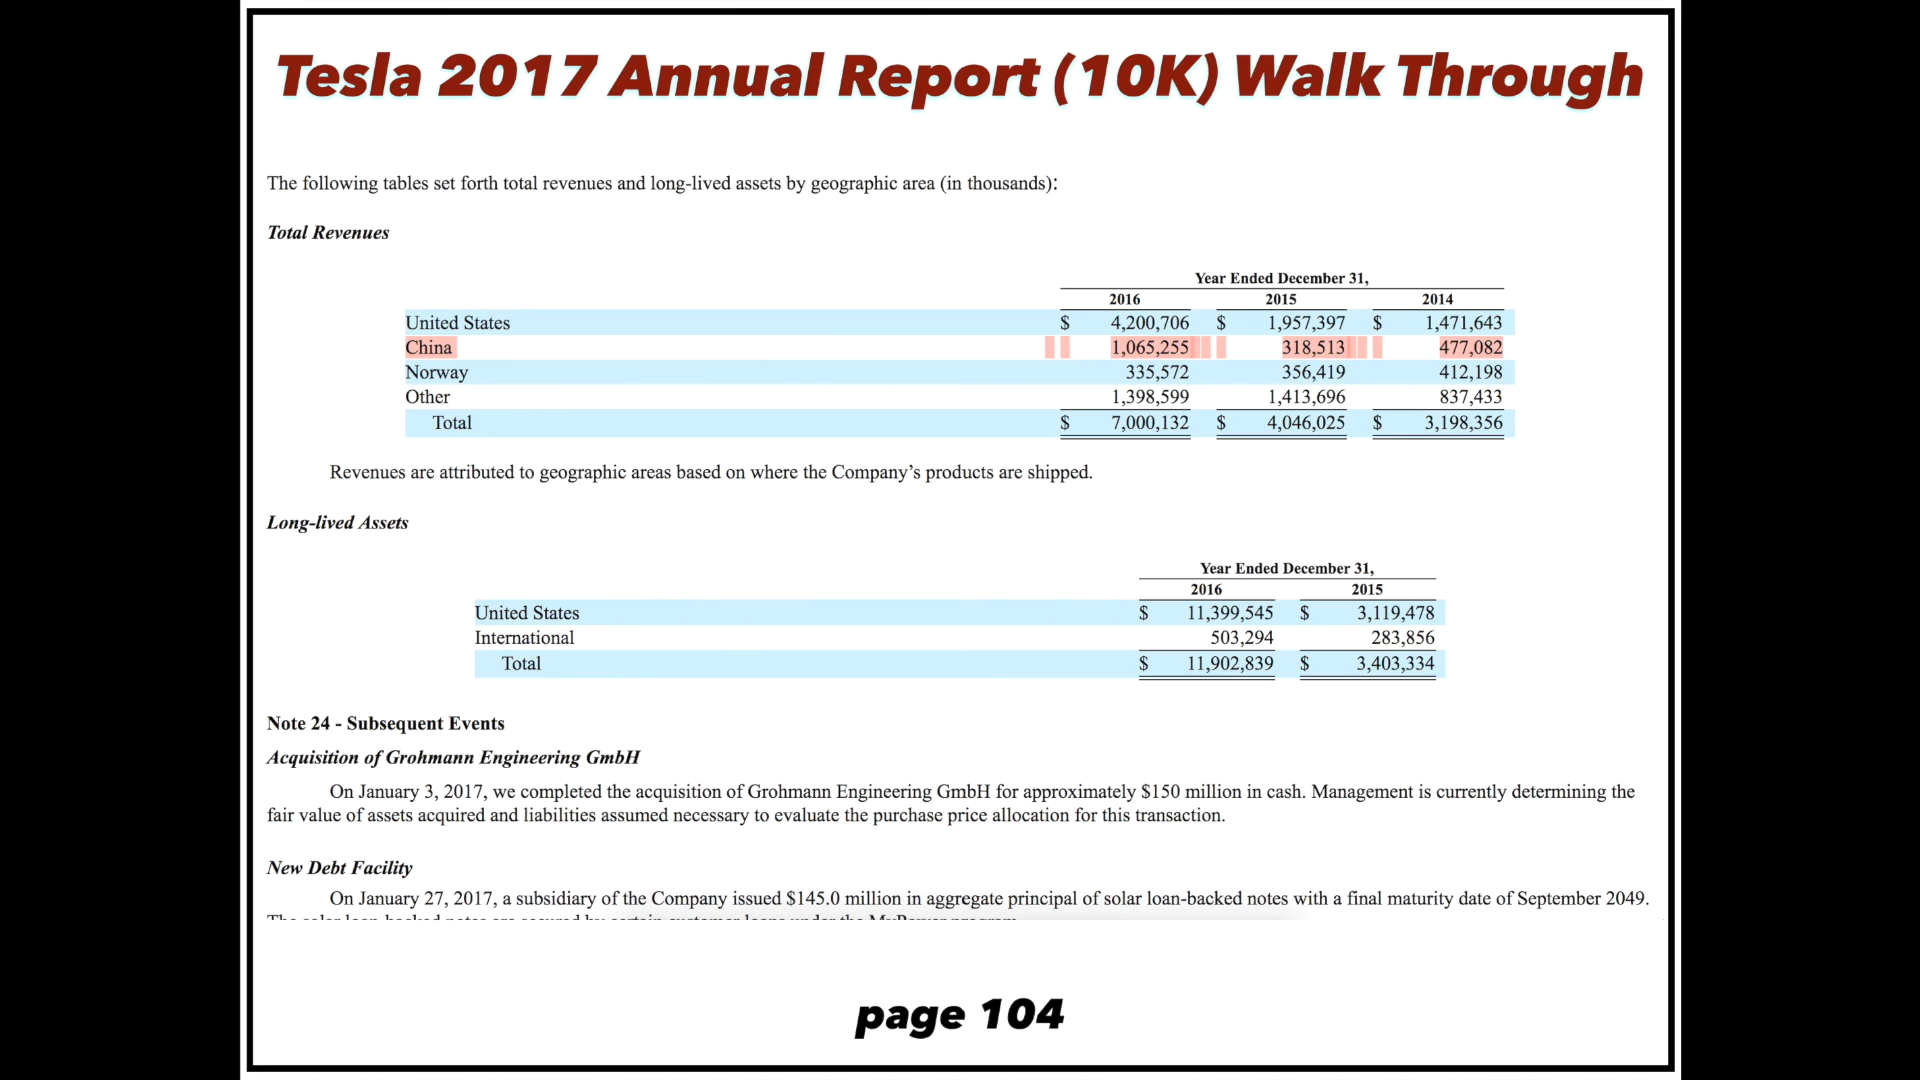 Tesla 2017 Annual Report (10K) Walk Through
The following tables set forth total revenues and long-lived assets by geographic area (in thousands):
Total Revenues
Year Ended December 31,
2016 2015 2014
United States $ 4,200,706 $ 1,957,397 $ 1,471,643
China 1,065,255 318,513 477,082
Norway 335,572 356,419 412,198
Other 1,398,599 1,413,696 837,433
Total $ 7,000,132 $ 4,046,025 $ 3,198,356
Revenues are attributed to geographic areas based on where the Company’s products are shipped.
Long-lived Assets
Year Ended December 31,
2016 2015
United States $ 11,399,545 $ 3,119,478
International 503,294 283,856
Total $ 11,902,839 $ 3,403,334
Note 24 - Subsequent Events
Acquisition of Grohmann Engineering GmbH
On January 3, 2017, we completed the acquisition of Grohmann Engineering GmbH for approximately $150 million in cash. Management is currently determining the
fair value of assets acquired and liabilities assumed necessary to evaluate the purchase price allocation for this transaction.
New Debt Facility
On January 27, 2017, a subsidiary of the Company issued $145.0 million in aggregate principal of solar loan-backed notes with a final maturity date of September 2049.
page 104